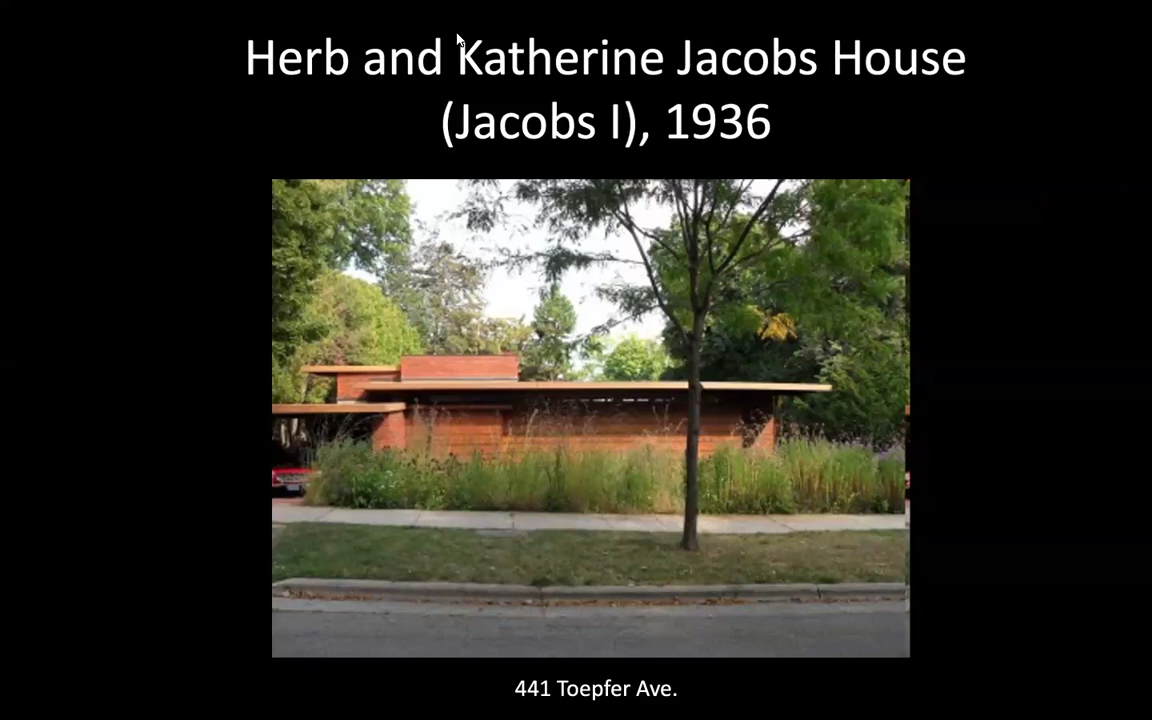 Herb and Katherine Jacobs House
(Jacobs I), 1936
441 Toepfer Ave.